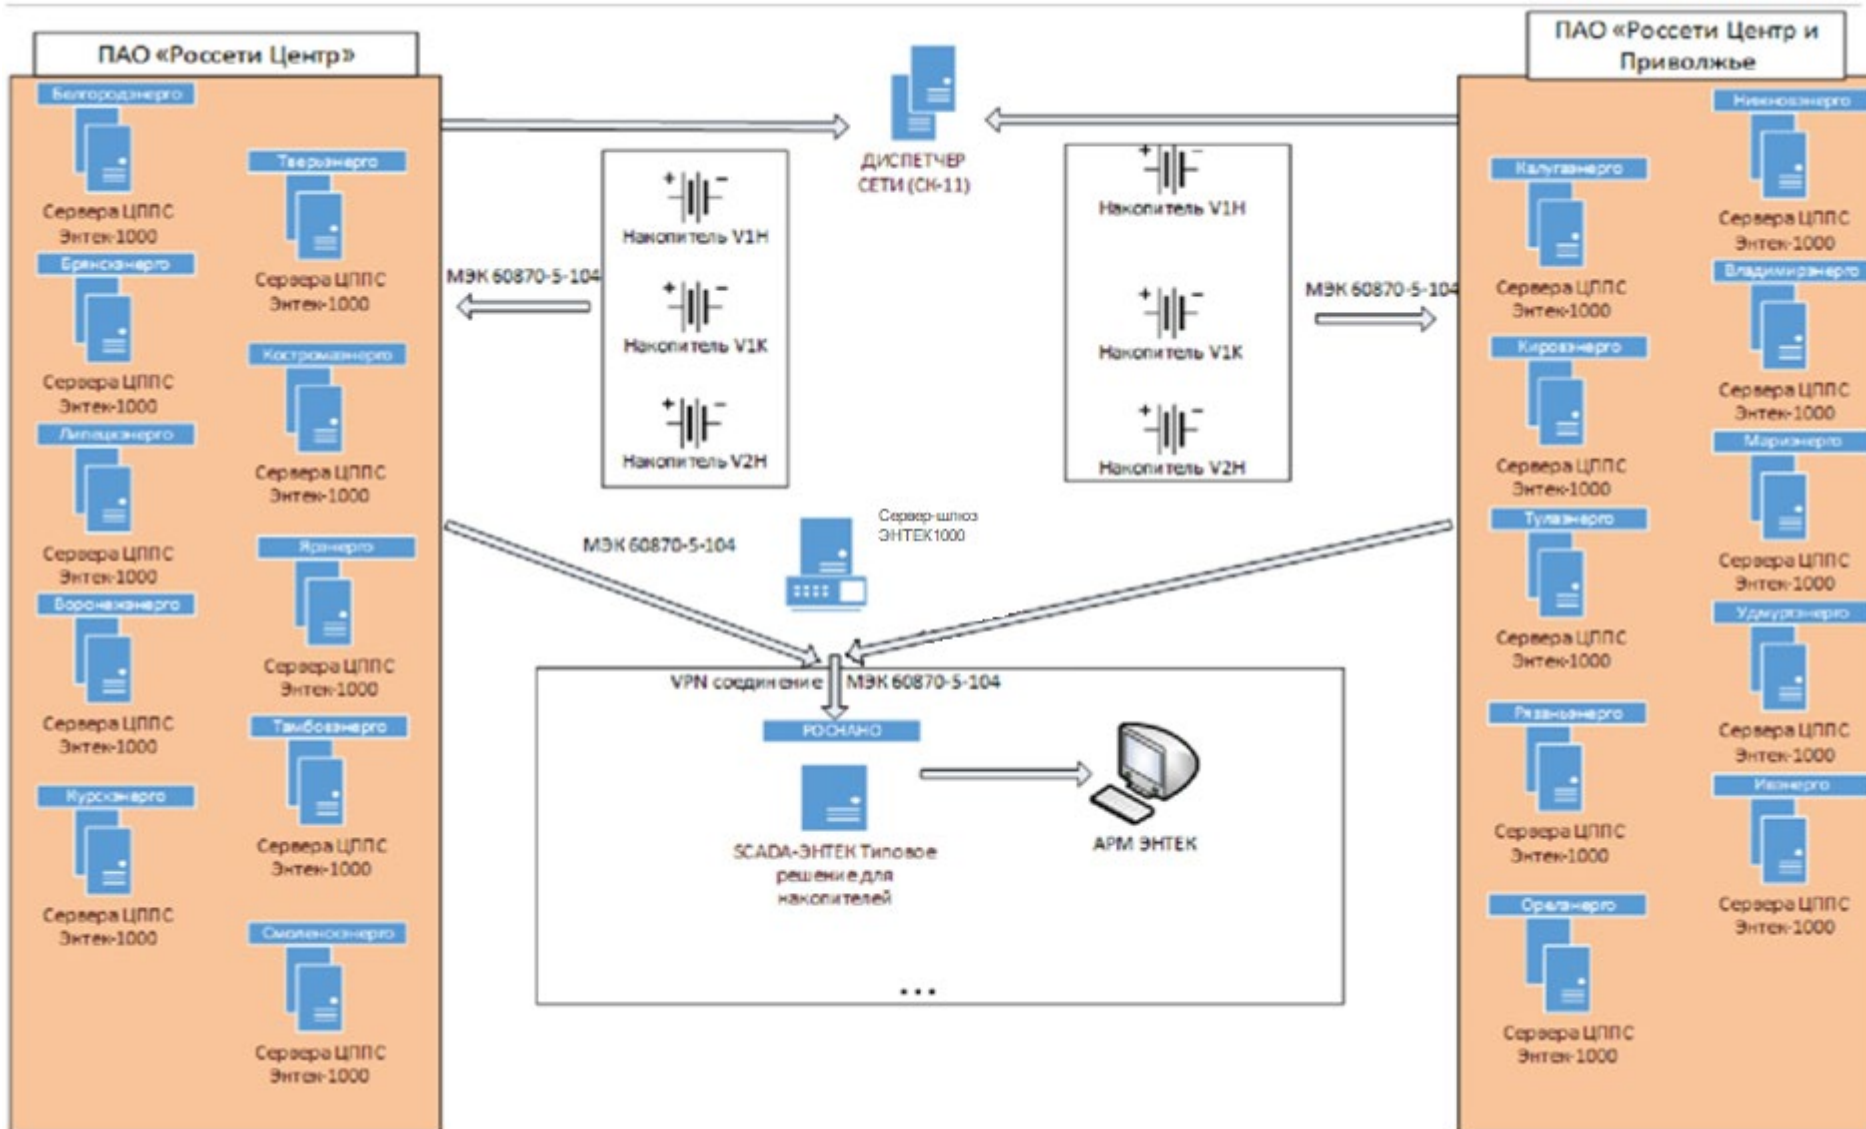 ПАО «Россети Центр»
Белгородэнерго
Сервера ЦППС
Энтек-1000
Брянскэнерго
Сервера ЦППС
Энтек-1000
Липецкэнерго
Сервера ЦППС
Энтек-1000
Воронежэнерго
Сервера ЦППС
Энтек-1000
Курскэнерго
Сервера ЦППС
Энтек-1000
Тверьэнерго
Сервера ЦППС
Энтек-1000
Костромаэнерго
Сервера ЦППС
Энтек-1000
Ярэнерго
Сервера ЦППС
Энтек-1000
Тамбовэнерго
Сервера ЦППС
Энтек-1000
Смоленскэнерго
Сервера ЦППС
Энтек-1000
ДИСПЕТЧЕР
СЕТИ (СК-11)
Накопитель V1H
Накопитель V1K
Накопитель V2H
МЭК 60870-5-104
Накопитель V1H
Накопитель V1K
Накопитель V2H
МЭК 60870-5-104
МЭК 60870-5-104
Сервер-шлюз
ЭНТЕК1000
VPN соединение
МЭК 60870-5-104
РОСНАНО
SCADA-ЭНТЕК Типовое
решение для
накопителей
АРМ ЭНТЕК
...
ПАО «Россети Центр и
Приволжье
Калугаэнерго
Сервера ЦППС
Энтек-1000
Кировэнерго
Сервера ЦППС
Энтек-1000
Тулаэнерго
Сервера ЦППС
Энтек-1000
Рязаньэнерго
Сервера ЦППС
Энтек-1000
Орелэнерго
Сервера ЦППС
Энтек-1000
Нижновэнерго
Сервера ЦППС
Энтек-1000
Владимирэнерго
Сервера ЦППС
Энтек-1000
Мариэнерго
Сервера ЦППС
Энтек-1000
Удмуртэнерго
Сервера ЦППС
Энтек-1000
Ивэнерго
Сервера ЦППС
Энтек-1000